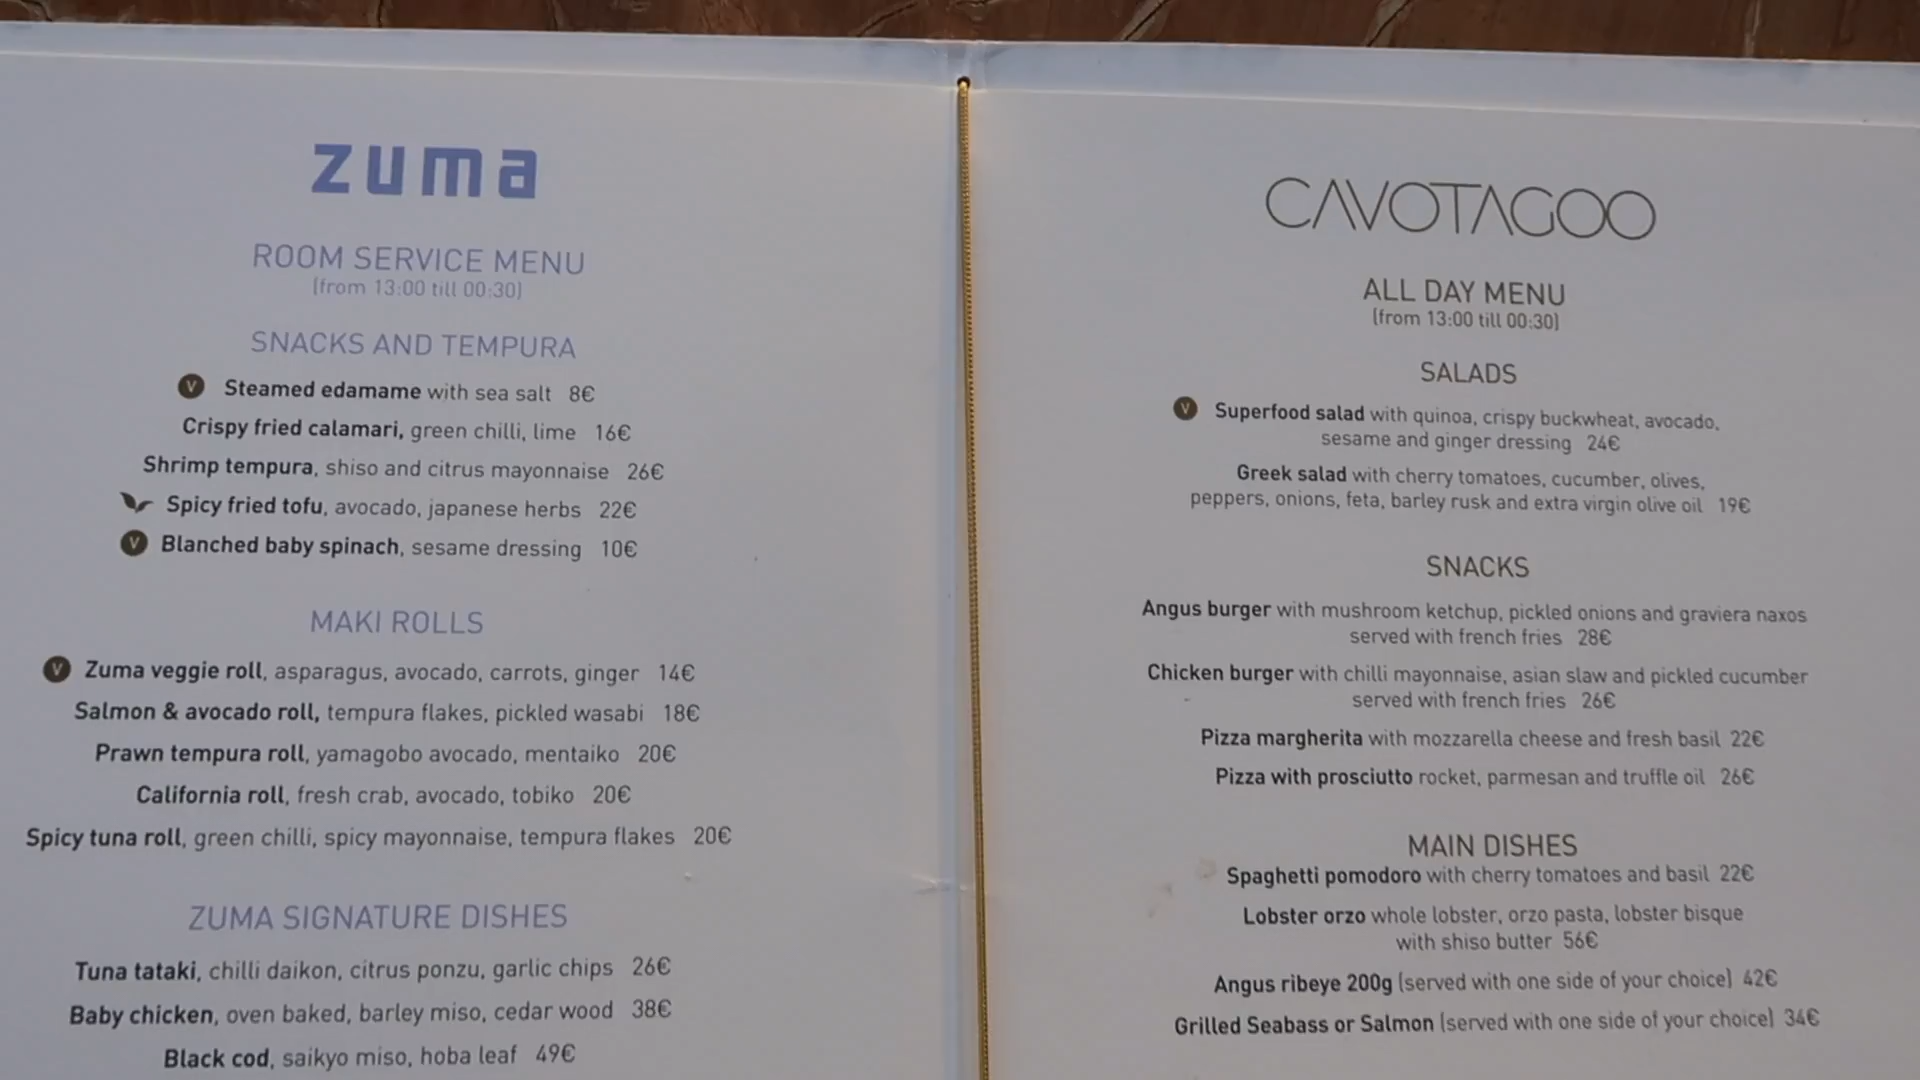 zuma
ROOM SERVICE MENU
(from 13:00 till 00:30)
SNACKS AND TEMPURA
V Steamed edamame with sea salt 8€
Crispy fried calamari, green chilli, lime 16€
Shrimp tempura, shiso and citrus mayonnaise 26€
Spicy fried tofu, avocado, japanese herbs 22€
V Blanched baby spinach, sesame dressing 10€
MAKI ROLLS
V Zuma veggie roll, asparagus, avocado, carrots, ginger 14€
Salmon & avocado roll, tempura flakes, pickled wasabi 18€
Prawn tempura roll, yamagobo avocado, mentaiko 20€
California roll, fresh crab, avocado, tobiko 20€
Spicy tuna roll, green chilli, spicy mayonnaise, tempura flakes 20€
ZUMA SIGNATURE DISHES
Tuna tataki, chilli daikon, citrus ponzu, garlic chips 26€
Baby chicken, oven baked, barley miso, cedar wood 38€
Black cod, saikyo miso, hoba leaf 49€
CAVOTAGOO
ALL DAY MENU
(from 13:00 till 00:30)
SALADS
V Superfood salad with quinoa, crispy buckwheat, avocado,
sesame and ginger dressing 24€
Greek salad with cherry tomatoes, cucumber, olives,
peppers, onions, feta, barley rusk and extra virgin olive oil 19€
SNACKS
Angus burger with mushroom ketchup, pickled onions and graviera naxos
served with french fries 28€
Chicken burger with chilli mayonnaise, asian slaw and pickled cucumber
served with french fries 26€
Pizza margherita with mozzarella cheese and fresh basil 22€
Pizza with prosciutto rocket, parmesan and truffle oil 26€
MAIN DISHES
Spaghetti pomodoro with cherry tomatoes and basil 22€
Lobster orzo whole lobster, orzo pasta, lobster bisque
with shiso butter 56€
Angus ribeye 200g (served with one side of your choice) 42€
Grilled Seabass or Salmon (served with one side of your choice) 34€